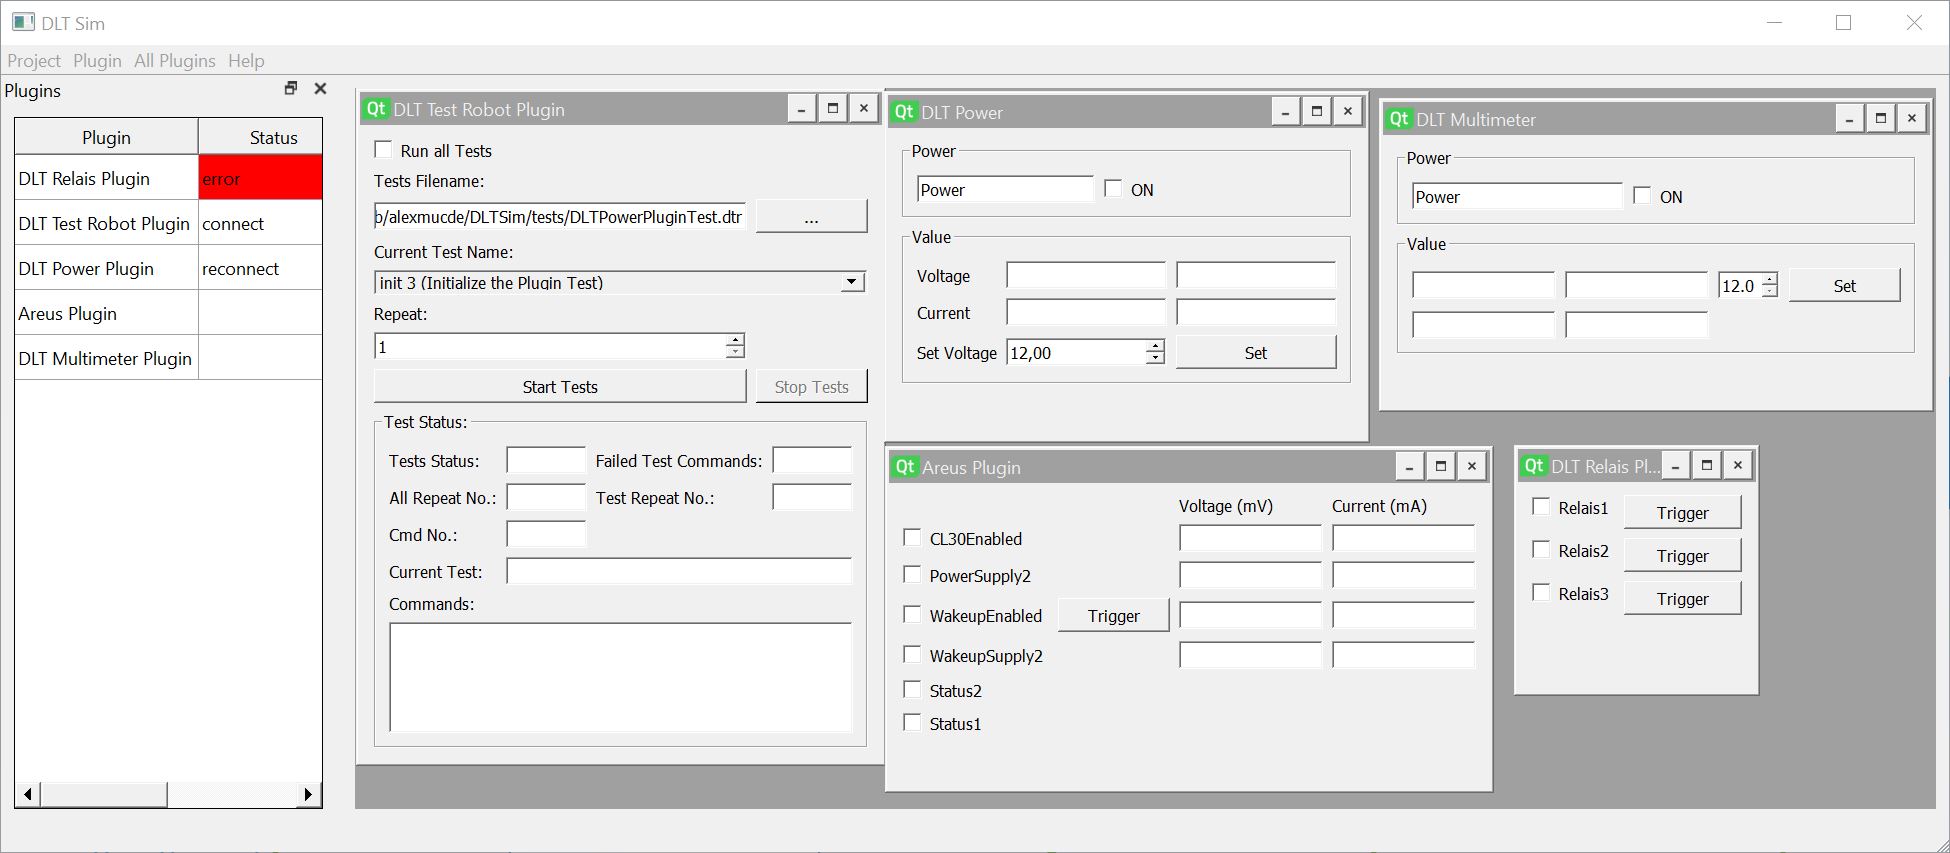 DLT Sim
Project Plugin All Plugins Help
Plugins
Plugin Status
DLT Relais Plugin error
DLT Test Robot Plugin connect
DLT Power Plugin reconnect
Areus Plugin
DLT Multimeter Plugin
Qt DLT Test Robot Plugin
Run all Tests
Tests Filename:
b/alexmucde/DLTSim/tests/DLTPowerPluginTest.dtr ...
Current Test Name:
init 3 (Initialize the Plugin Test)
Repeat:
1
Start Tests Stop Tests
Test Status:
Tests Status: Failed Test Commands:
All Repeat No.: Test Repeat No.:
Cmd No.:
Current Test:
Commands:
Qt DLT Power
Power
Power ON
Value
Voltage
Current
Set Voltage 12,00 Set
Qt DLT Multimeter
Power
Power ON
Value
12.0 Set
Qt Areus Plugin
Voltage (mV) Current (mA)
CL30Enabled
PowerSupply2
WakeupEnabled Trigger
WakeupSupply2
Status2
Status1
Qt DLT Relais Pl...
Relais1 Trigger
Relais2 Trigger
Relais3 Trigger